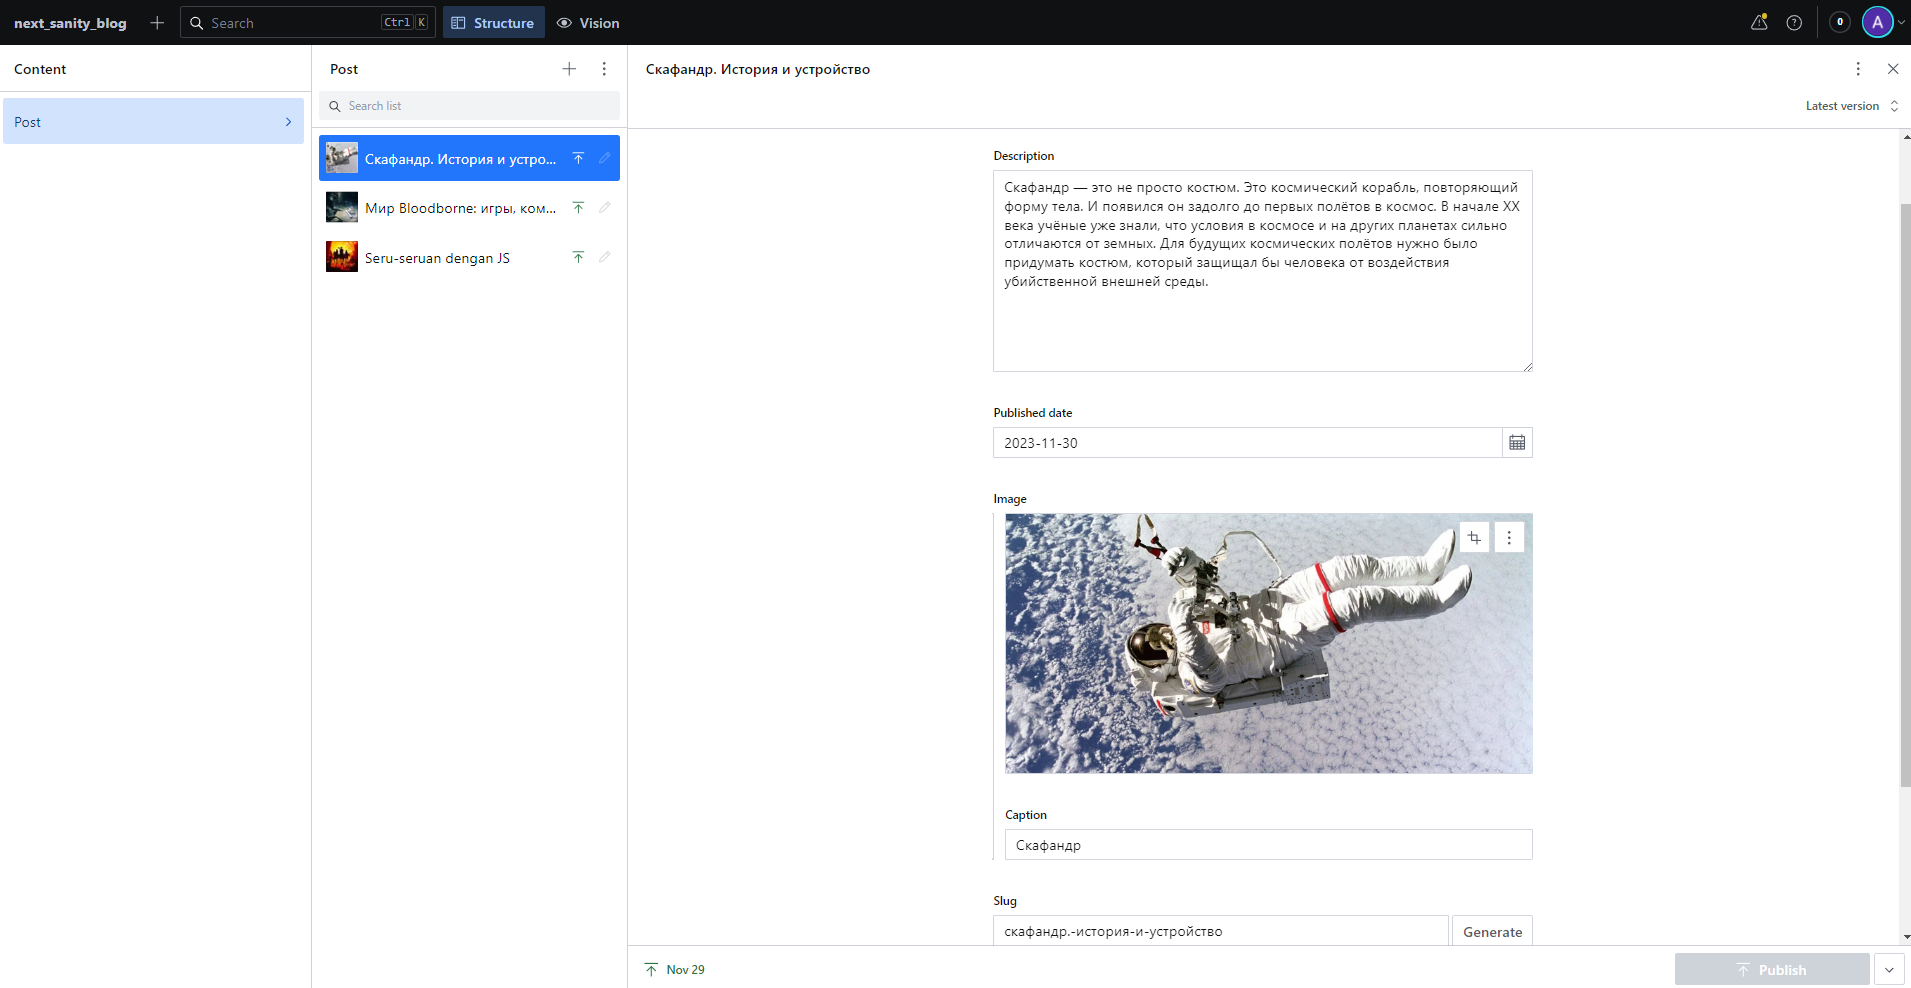 next_sanity_blog
Search
Ctrl K
Structure
Vision
0
A
Content
Post
Post
Search list
Скафандр. История и устро...
Мир Bloodborne: игры, ком...
Seru-seruan dengan JS
Скафандр. История и устройство
Latest version
Description
Скафандр — это не просто костюм. Это космический корабль, повторяющий
форму тела. И появился он задолго до первых полётов в космос. В начале XX
века учёные уже знали, что условия в космосе и на других планетах сильно
отличаются от земных. Для будущих космических полётов нужно было
придумать костюм, который защищал бы человека от воздействия
убийственной внешней среды.
Published date
2023-11-30
Image
Caption
Скафандр
Slug
скафандр.-история-и-устройство
Generate
Nov 29
Publish